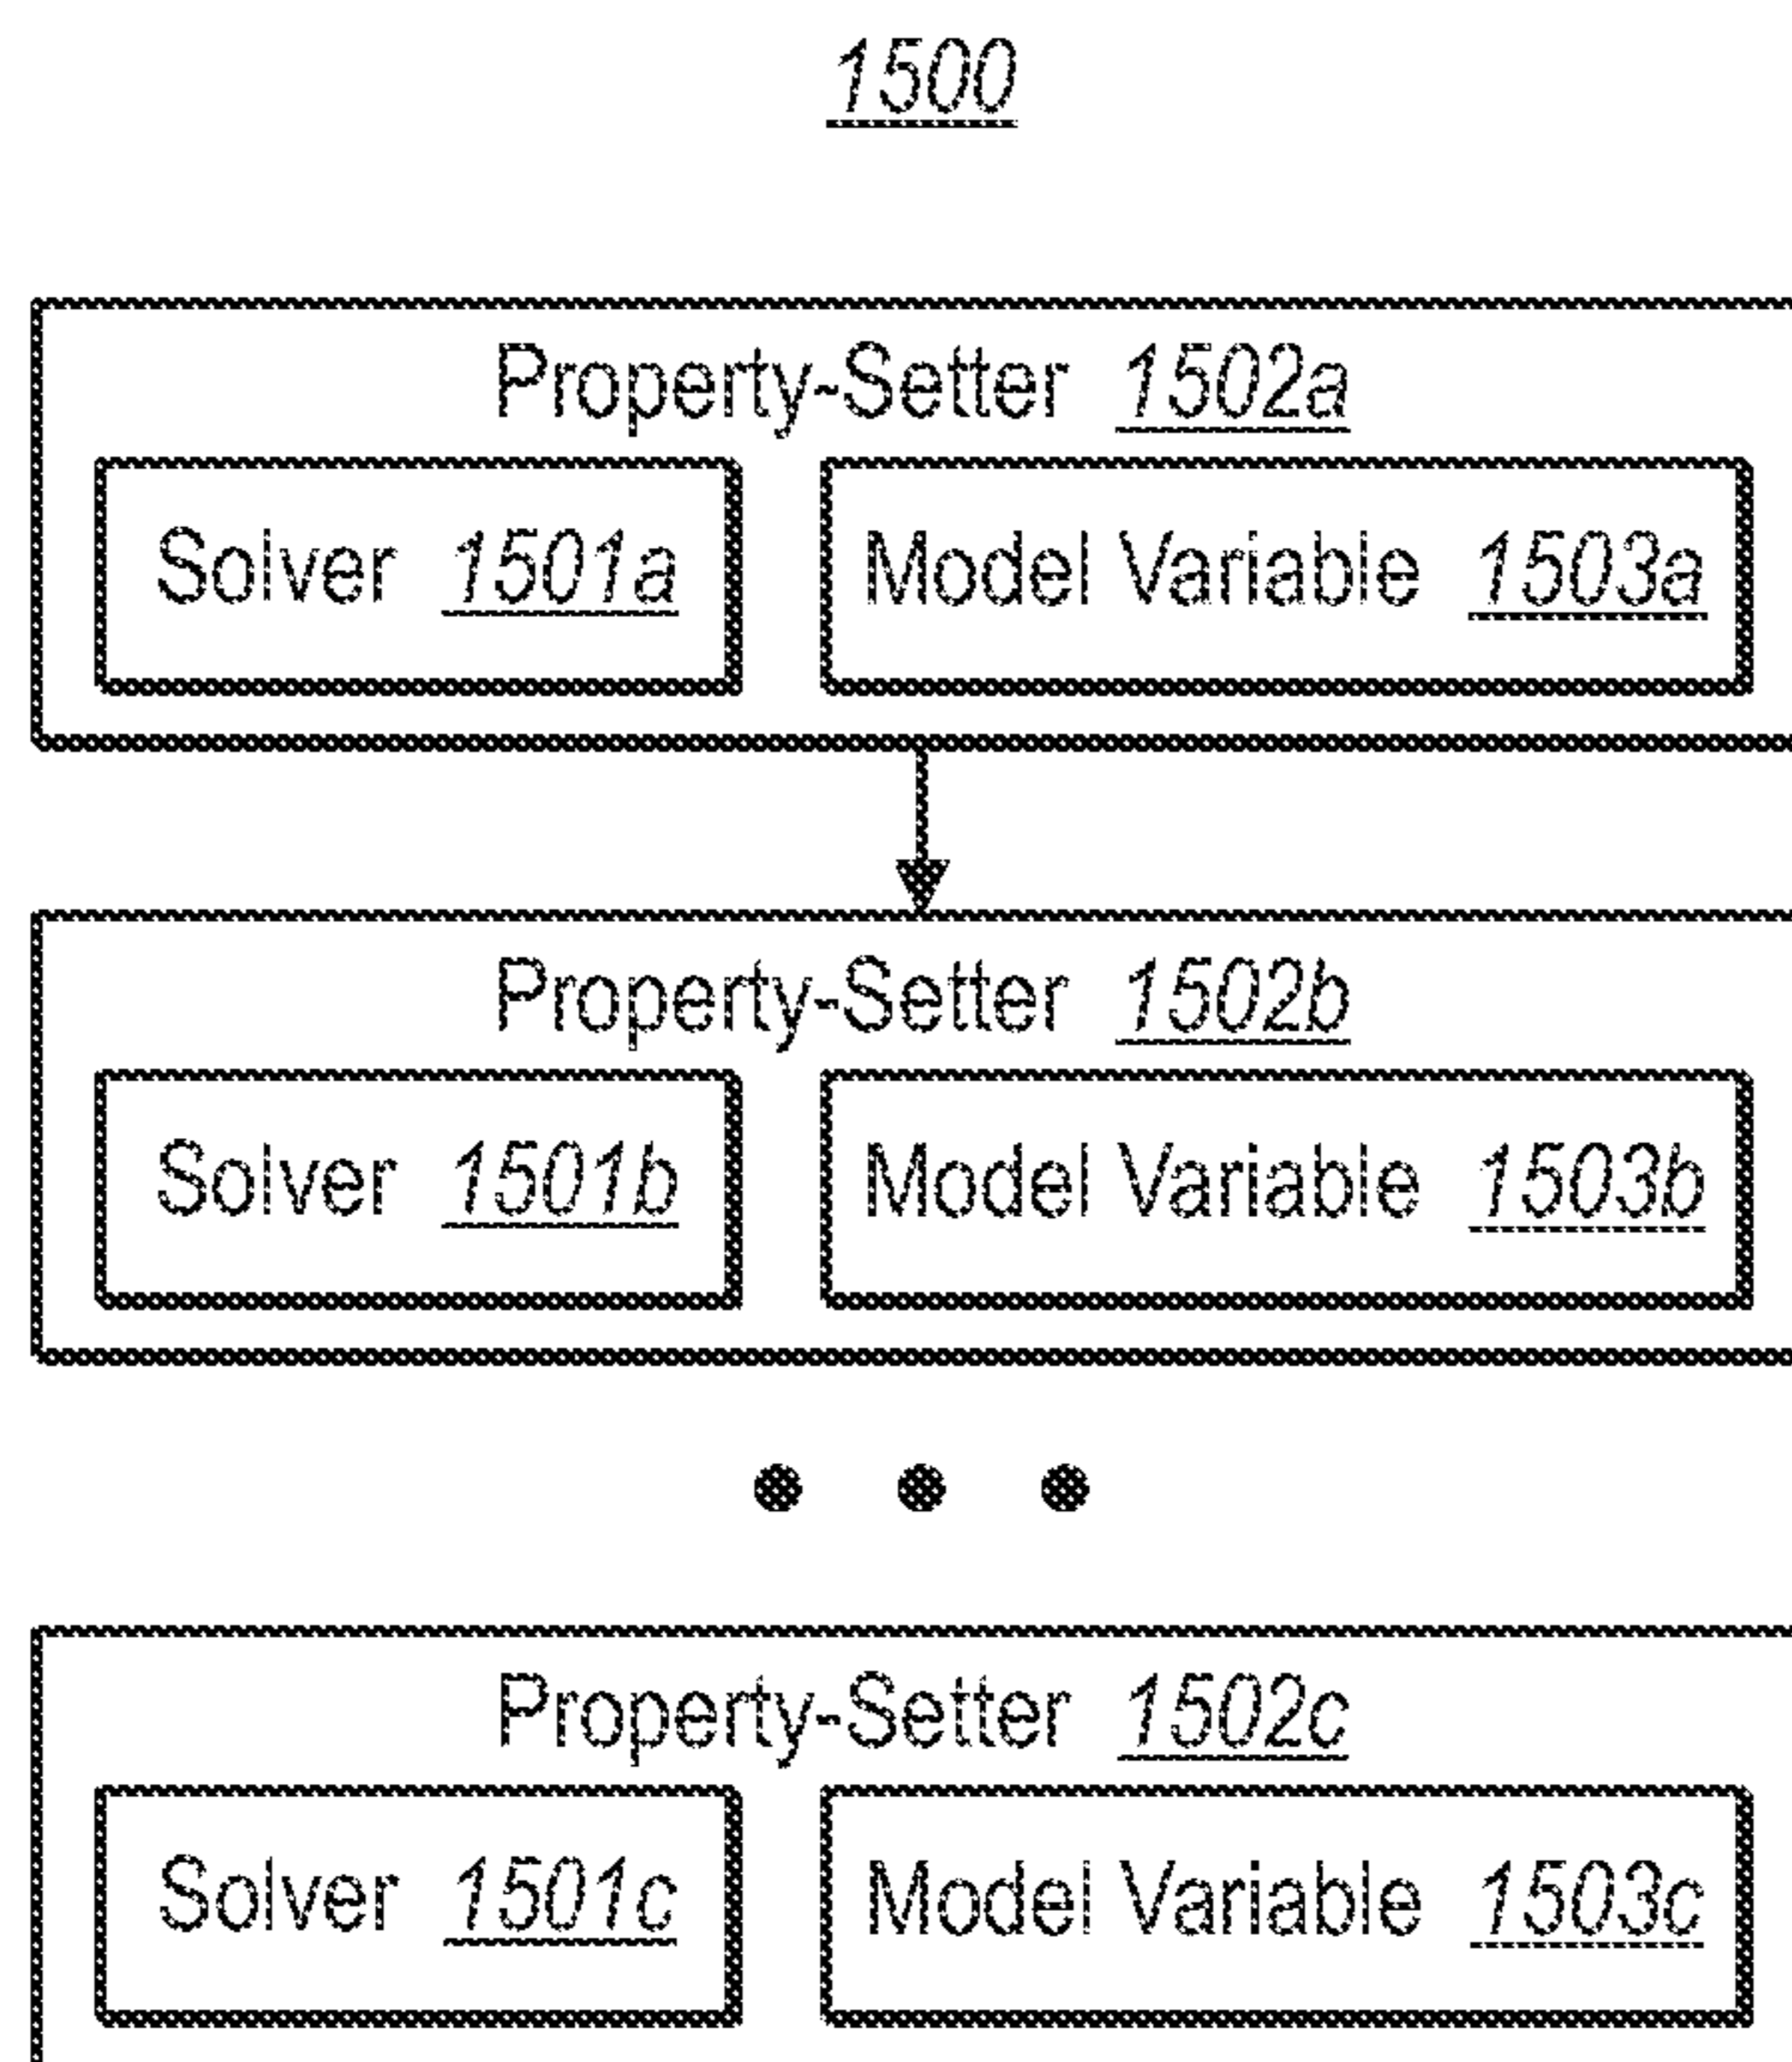 1500
Property-Setter 1502a
Solver 1501a
Model Variable 1503a
Property-Setter 1502b
Solver 1501b
Model Variable 1503b
Property-Setter 1502c
Solver 1501c
Model Variable 1503c